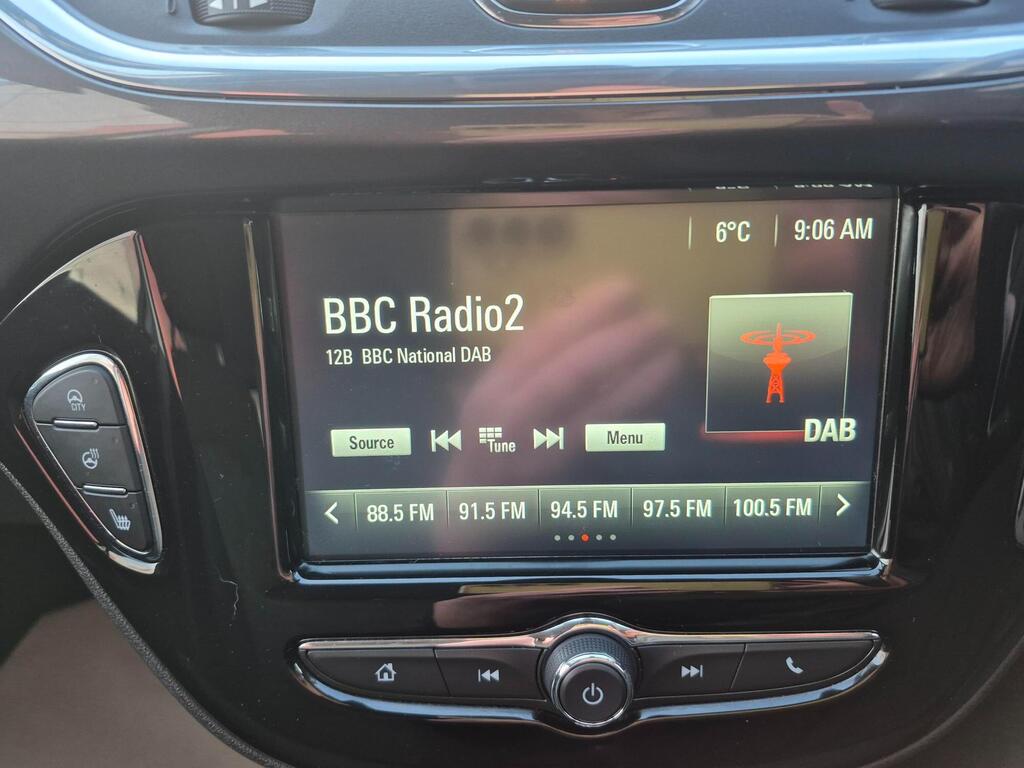 6°C 9:06 AM
BBC Radio2
12B BBC National DAB
DAB
Source Tune Menu
88.5 FM 91.5 FM 94.5 FM 97.5 FM 100.5 FM
CITY